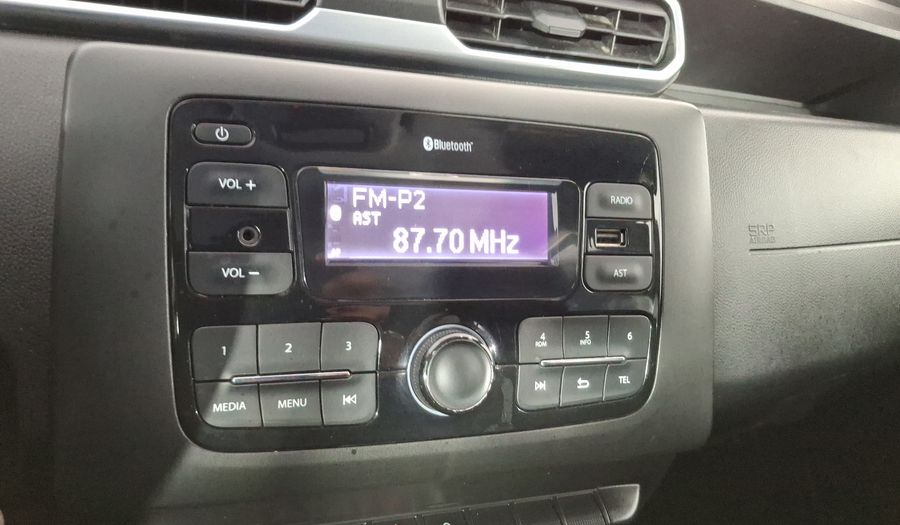 Bluetooth
VOL +
VOL −
FM-P2
AST
87.70 MHz
RADIO
AST
SRP
AIRBAG
1
2
3
MEDIA
MENU
4
RDM
5
INFO
6
TEL